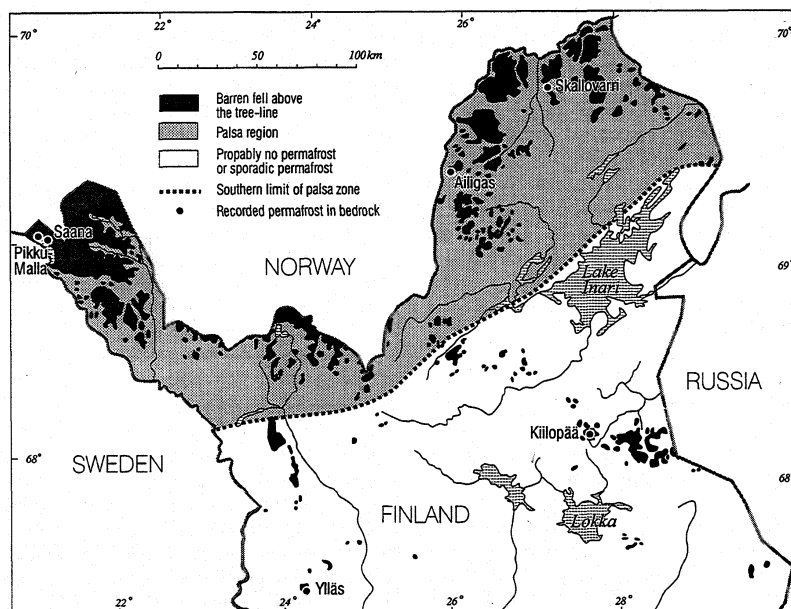 70°
22°
24°
26°
28°
70°
0 50 100km
Barren fell above
the tree-line
Palsa region
Propably no permafrost
or sporadic permafrost
Southern limit of palsa zone
Recorded permafrost in bedrock
Skallovarri
Ailigas
Saana
Pikku
Malla
NORWAY
Lake
Inari
69°
RUSSIA
Kiilopää
68°
68°
SWEDEN
FINLAND
Lokka
Ylläs
22°
24°
26°
28°